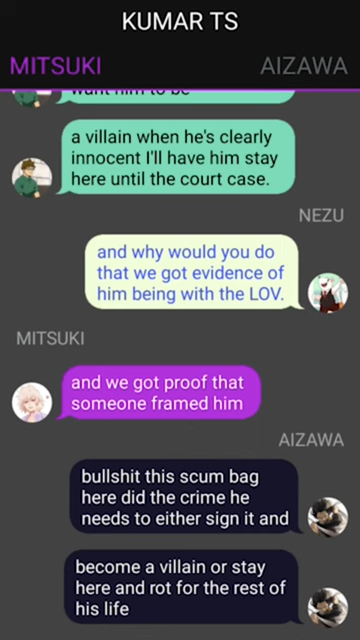 KUMAR TS
MITSUKI
AIZAWA
want him to be
a villain when he's clearly
innocent I'll have him stay
here until the court case.
NEZU
and why would you do
that we got evidence of
him being with the LOV.
MITSUKI
and we got proof that
someone framed him
AIZAWA
bullshit this scum bag
here did the crime he
needs to either sign it and
become a villain or stay
here and rot for the rest of
his life